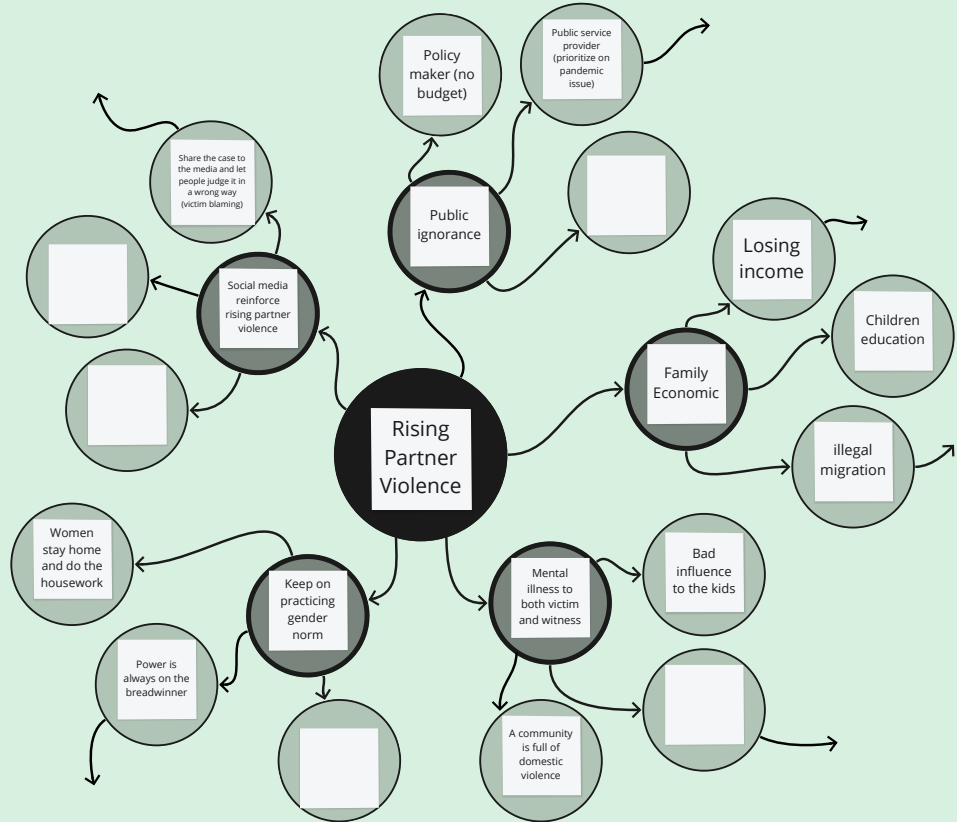 Policy
maker (no
budget)
Public service
provider
(prioritize on
pandemic
issue)
Share the case to
the media and let
people judge it in
a wrong way
(victim blaming)
Public
ignorance
Losing
income
Social media
reinforce
rising partner
violence
Children
education
Family
Economic
Rising
Partner
Violence
illegal
migration
Women
stay home
and do the
housework
Keep on
practicing
gender
norm
Mental
illness to
both victim
and witness
Bad
influence
to the kids
Power is
always on the
breadwinner
A community
is full of
domestic
violence